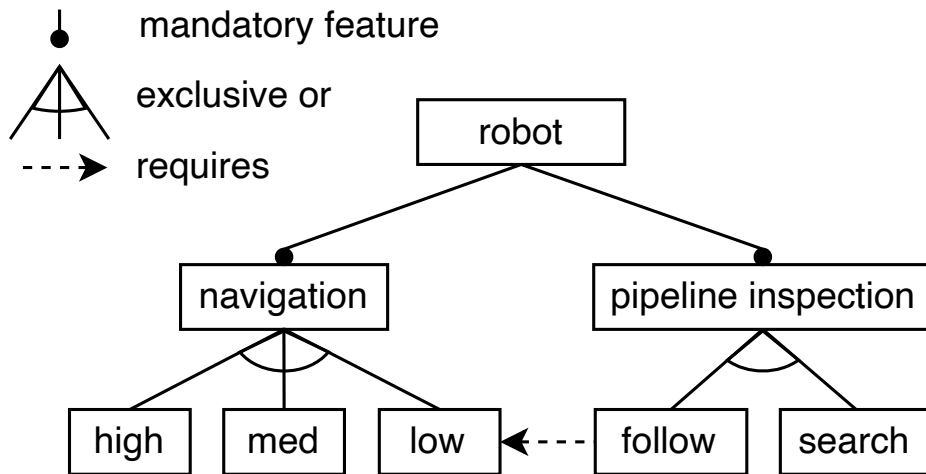 mandatory feature
exclusive or
requires
robot
navigation
pipeline inspection
high
med
low
follow
search